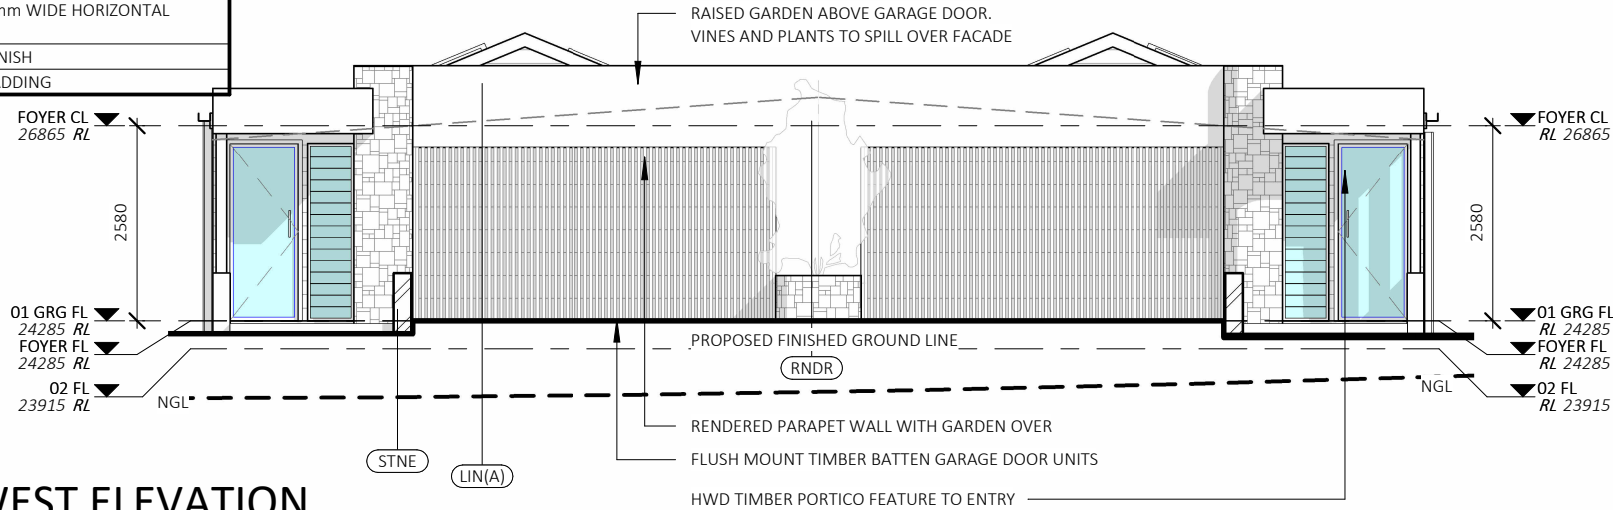 mm WIDE HORIZONTAL
NISH
ADDING
RAISED GARDEN ABOVE GARAGE DOOR.
VINES AND PLANTS TO SPILL OVER FACADE
FOYER CL
26865 RL
FOYER CL
RL 26865
2580
2580
01 GRG FL
24285 RL
FOYER FL
24285 RL
02 FL
23915 RL
01 GRG FL
RL 24285
FOYER FL
RL 24285
02 FL
RL 23915
PROPOSED FINISHED GROUND LINE
RNDR
NGL
NGL
RENDERED PARAPET WALL WITH GARDEN OVER
STNE
LIN(A)
FLUSH MOUNT TIMBER BATTEN GARAGE DOOR UNITS
HWD TIMBER PORTICO FEATURE TO ENTRY
WEST ELEVATION